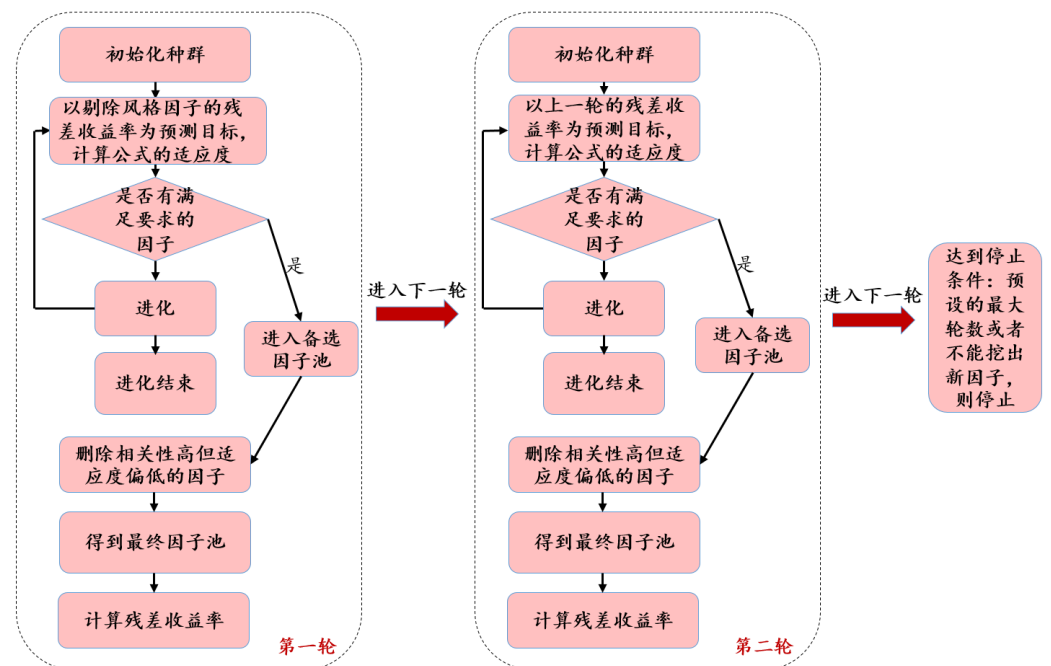 初始化种群
以剔除风格因子的残
差收益率为预测目标，
计算公式的适应度
是否有满
足要求的
因子
是
进化
进入备选
因子池
进化结束
删除相关性高但适
应度偏低的因子
得到最终因子池
计算残差收益率
第一轮
进入下一轮
初始化种群
以上一轮的残差收
益率为预测目标，
计算公式的适应度
是否有满
足要求的
因子
是
进化
进入备选
因子池
进化结束
删除相关性高但适
应度偏低的因子
得到最终因子池
计算残差收益率
第二轮
进入下一轮
达到停止
条件：预
设的最大
轮数或者
不能挖出
新因子，
则停止